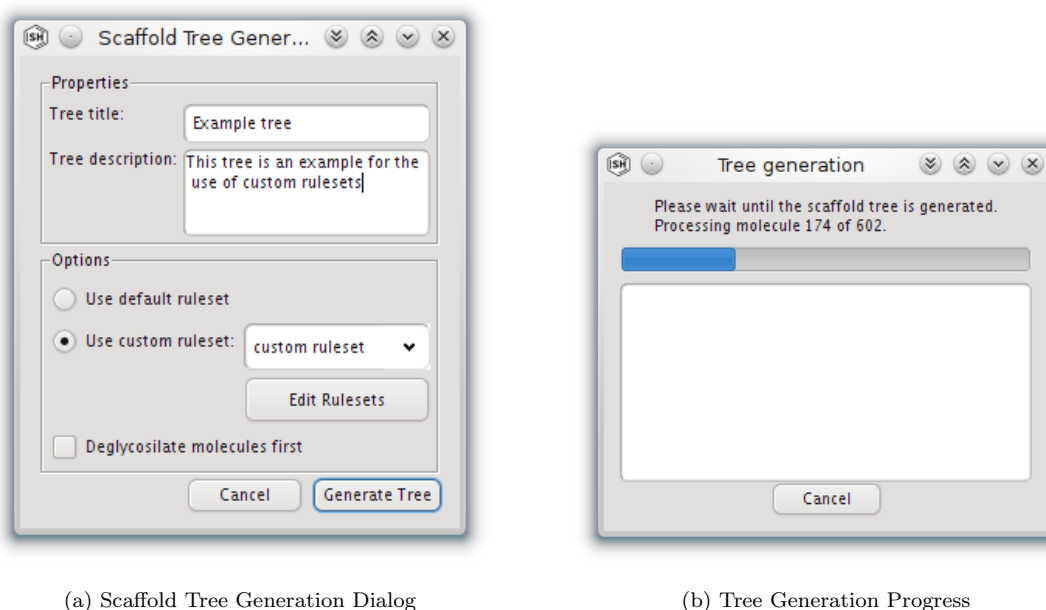 Scaffold Tree Gener...
Properties
Tree title:
Example tree
Tree description:
This tree is an example for the
use of custom rulesets
Options
Use default ruleset
Use custom ruleset:
custom ruleset
Edit Rulesets
Deglycosilate molecules first
Cancel
Generate Tree
(a) Scaffold Tree Generation Dialog
ISH
Tree generation
Please wait until the scaffold tree is generated.
Processing molecule 174 of 602.
Cancel
(b) Tree Generation Progress